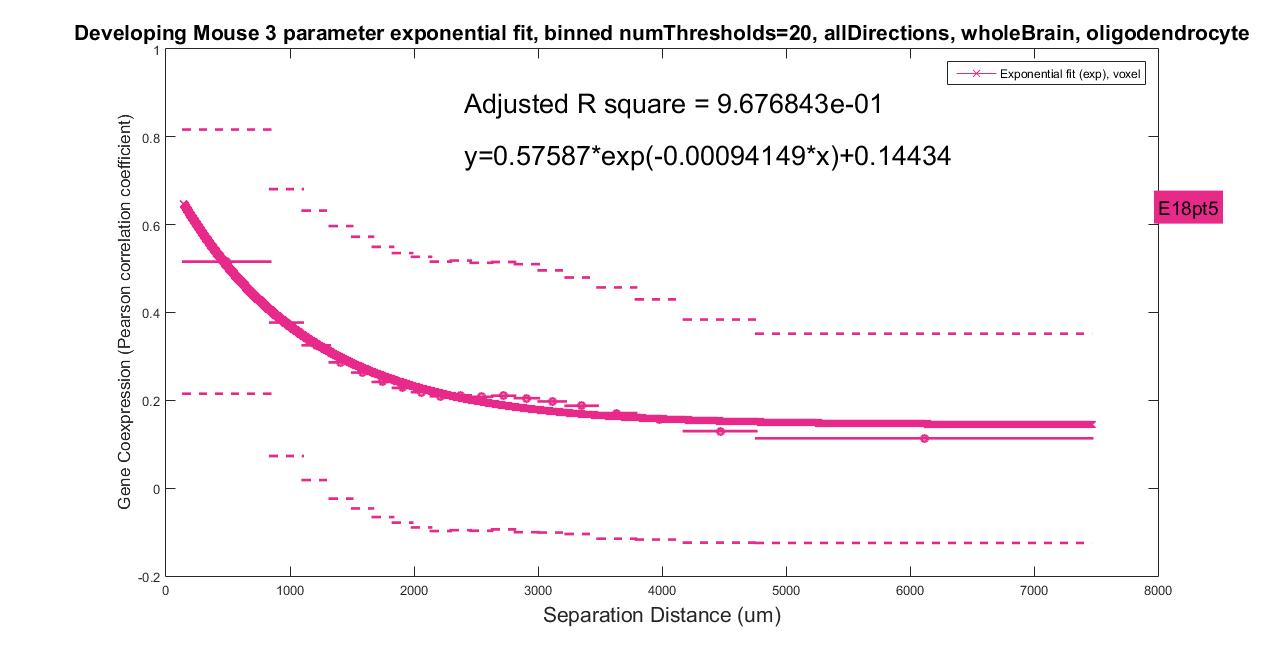 Developing Mouse 3 parameter exponential fit, binned numThresholds=20, allDirections, wholeBrain, oligodendrocyte
Exponential fit (exp), voxel
Adjusted R square = 9.676843e-01
y=0.57587*exp(-0.00094149*x)+0.14434
E18pt5
Gene Coexpression (Pearson correlation coefficient)
1
0.8
0.6
0.4
0.2
0
-0.2
0 1000 2000 3000 4000 5000 6000 7000 8000
Separation Distance (um)